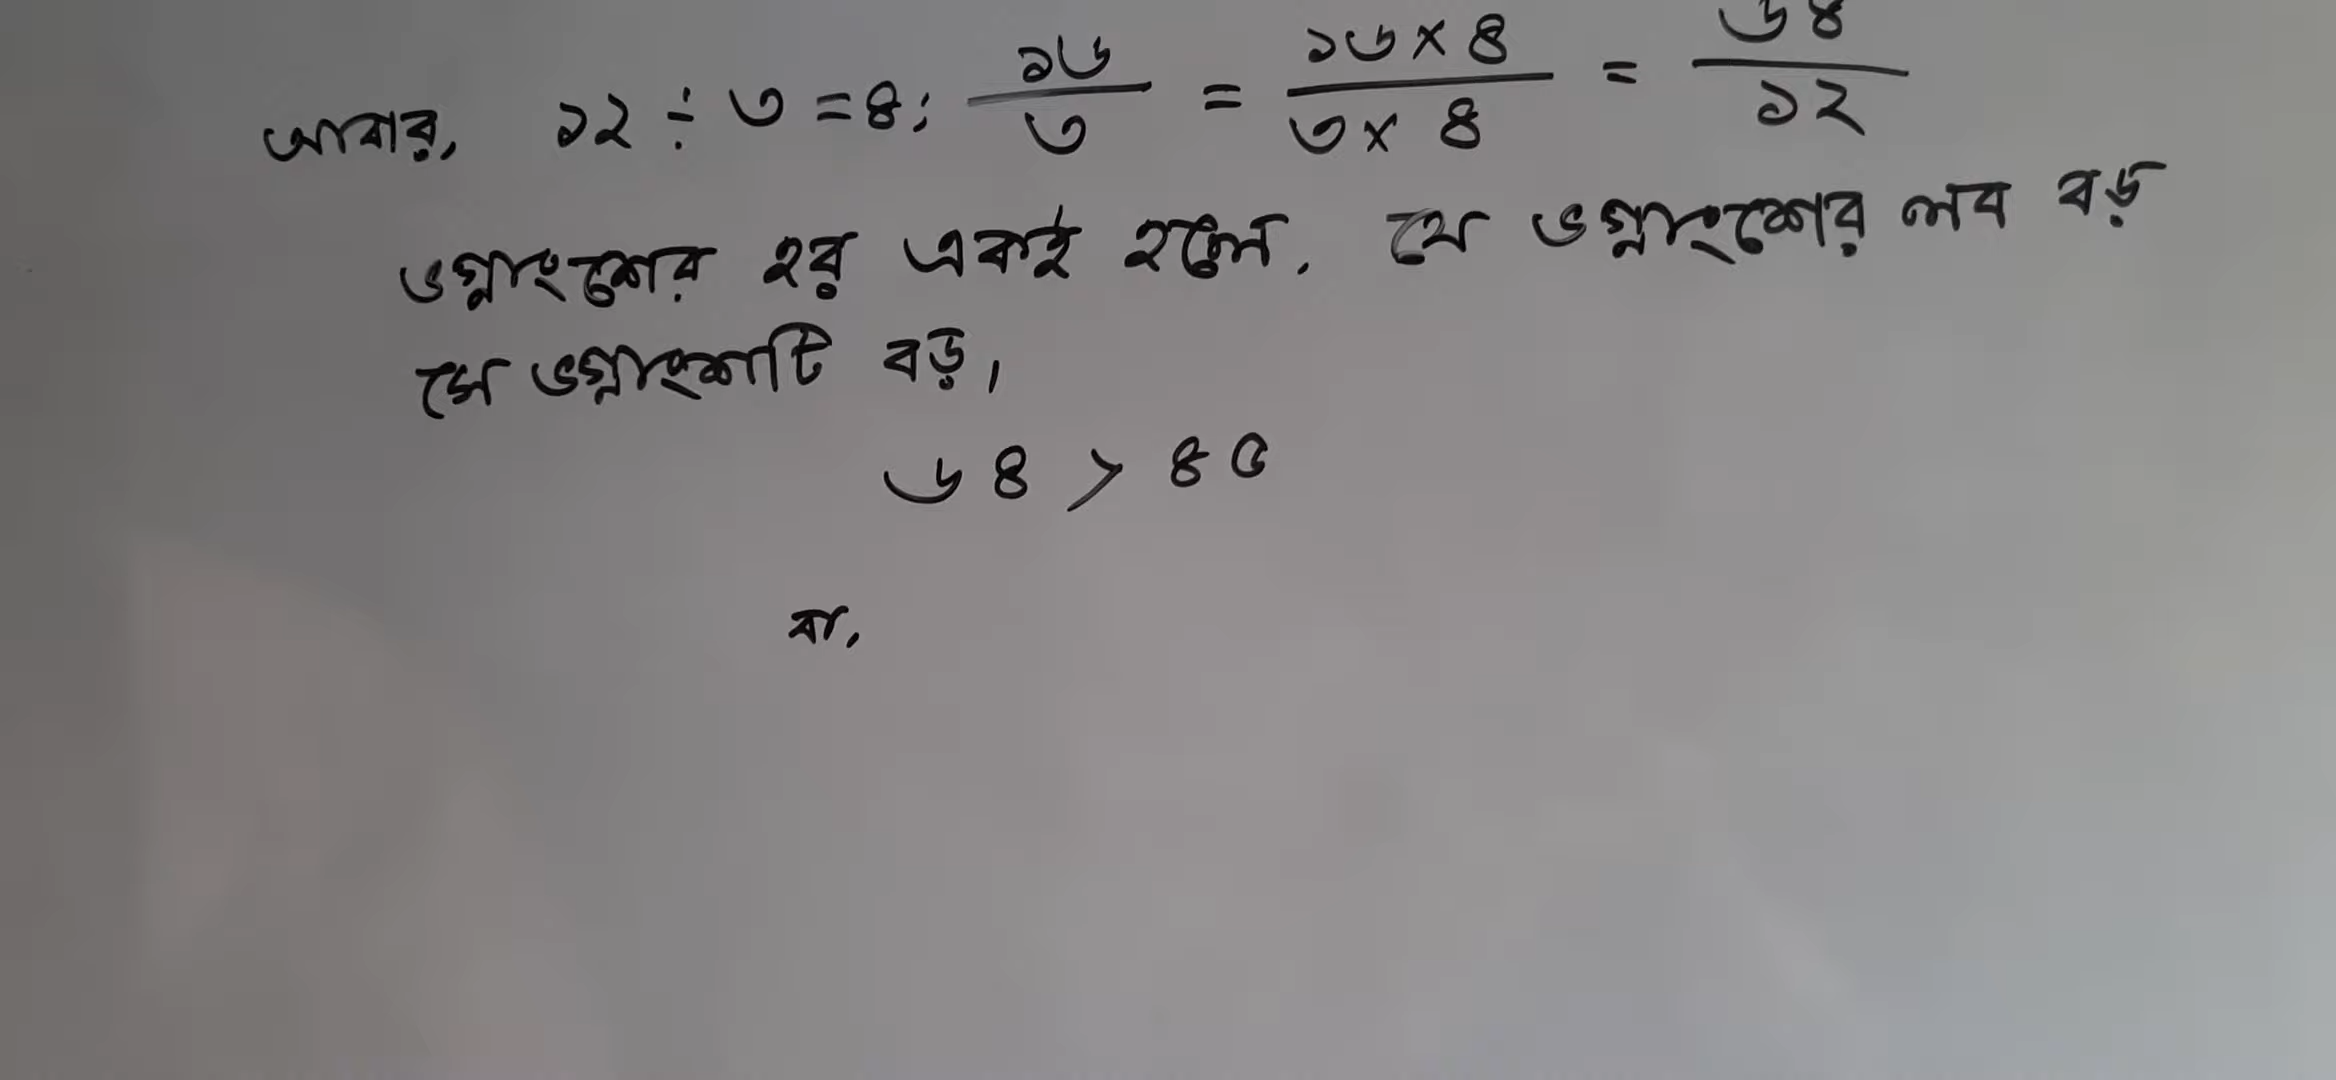 আবার, ১২ ÷ ৩ = ৪; ১৬/৩ = ১৬ × ৪/৩ × ৪ = ৬৪/১২
ভগ্নাংশের হর একই হলে, যে ভগ্নাংশের লব বড়
সে ভগ্নাংশটি বড়,
৬৪ > ৪৫
বা,